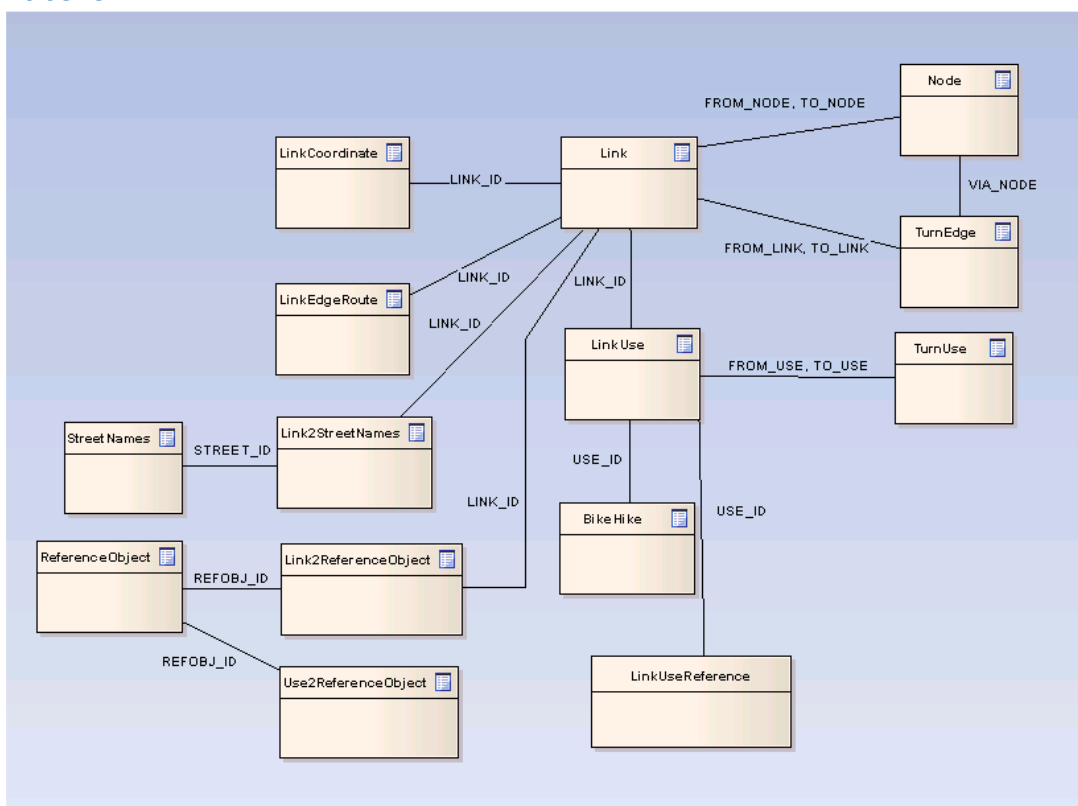 Node
FROM_NODE, TO_NODE
LinkCoordinate
Link
LINK_ID
VIA_NODE
TurnEdge
FROM_LINK, TO_LINK
LINK_ID
LINK_ID
LinkEdgeRoute
LINK_ID
LinkUse
TurnUse
FROM_USE, TO_USE
StreetNames
Link2StreetNames
STREET_ID
USE_ID
LINK_ID
BikeHike
USE_ID
ReferenceObject
Link2ReferenceObject
REFOBJ_ID
REFOBJ_ID
Use2ReferenceObject
LinkUseReference